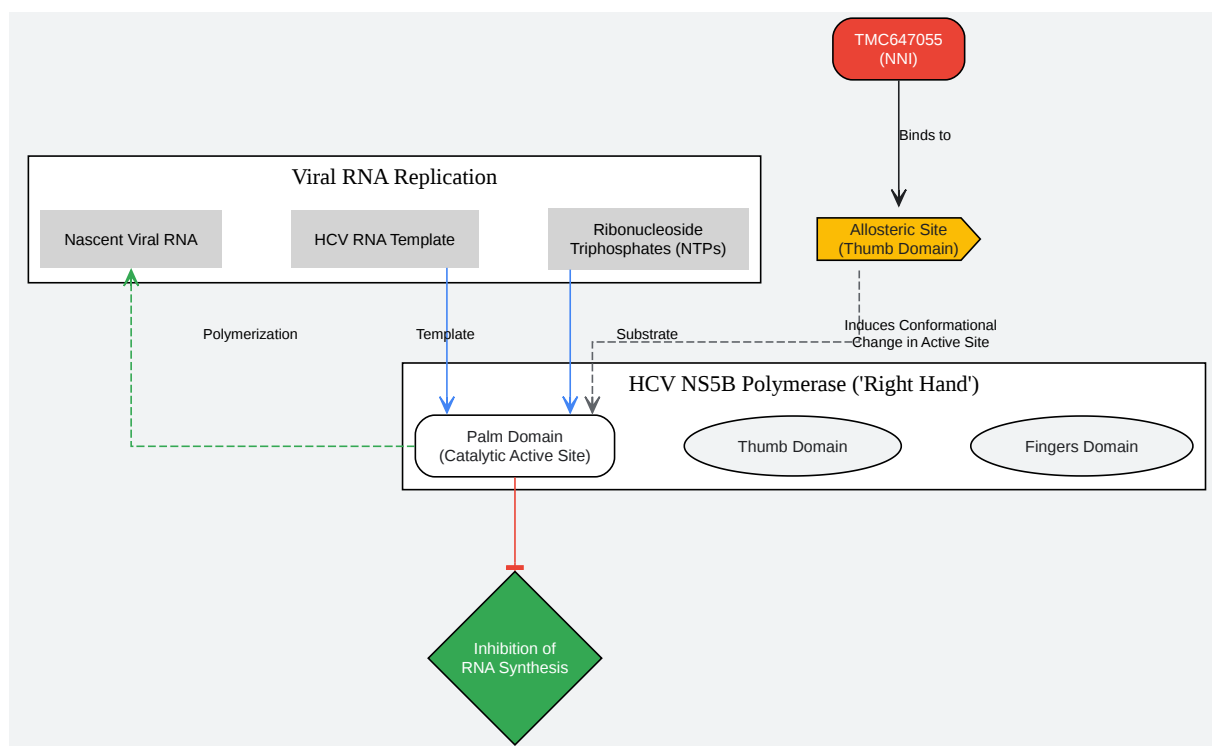 TMC647055
(NNI)
Binds to
Viral RNA Replication
Nascent Viral RNA
HCV RNA Template
Ribonucleoside
Triphosphates (NTPs)
Allosteric Site
(Thumb Domain)
Polymerization
Template
Substrate
Induces Conformational
Change in Active Site
HCV NS5B Polymerase ('Right Hand')
Palm Domain
(Catalytic Active Site)
Thumb Domain
Fingers Domain
Inhibition of
RNA Synthesis